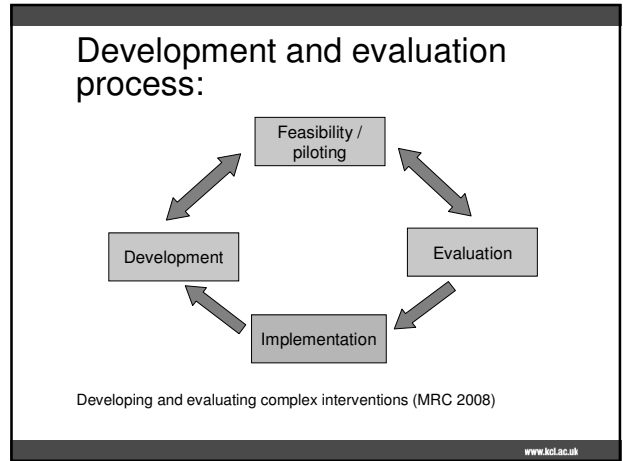 Development and evaluation
process:
Feasibility /
piloting
Development
Evaluation
Implementation
Developing and evaluating complex interventions (MRC 2008)
www.kcl.ac.uk